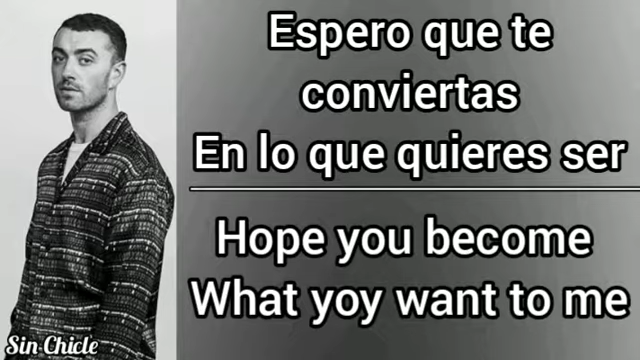 Espero que te
conviertas
En lo que quieres ser
Hope you become
What yoy want to me
Sin Chicle